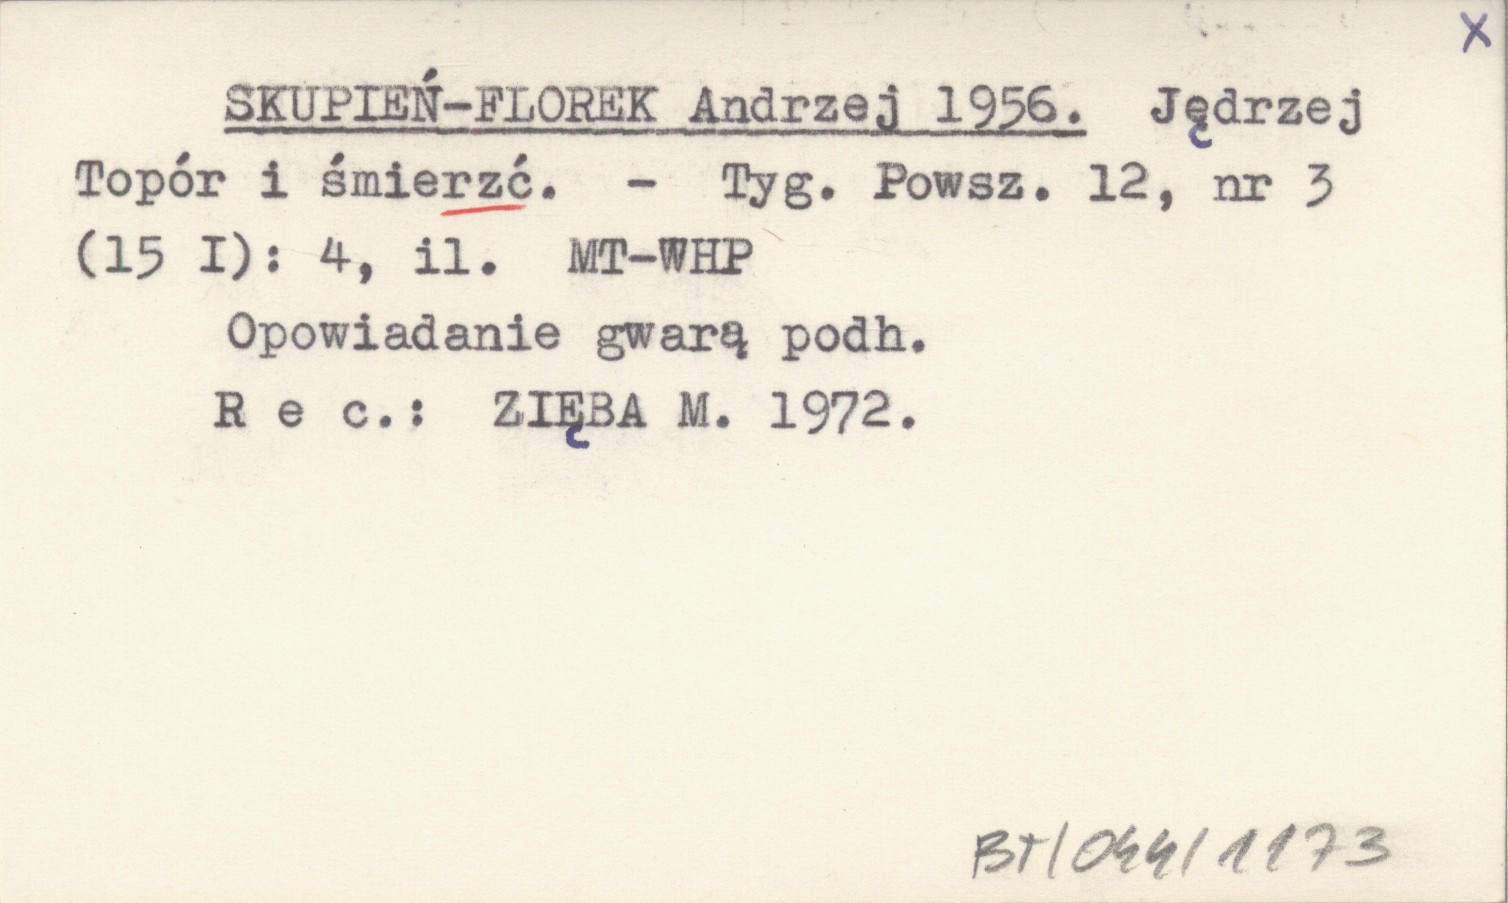 X
SKUPIEŃ-FLOREK Andrzej 1956. Jędrzej
Topór i śmierzć. - Tyg. Powsz. 12, nr 3
(15 I): 4, il. MT-WHP
Opowiadanie gwarą podh.
R e c.: ZIĘBA M. 1972.
BT/044/1173